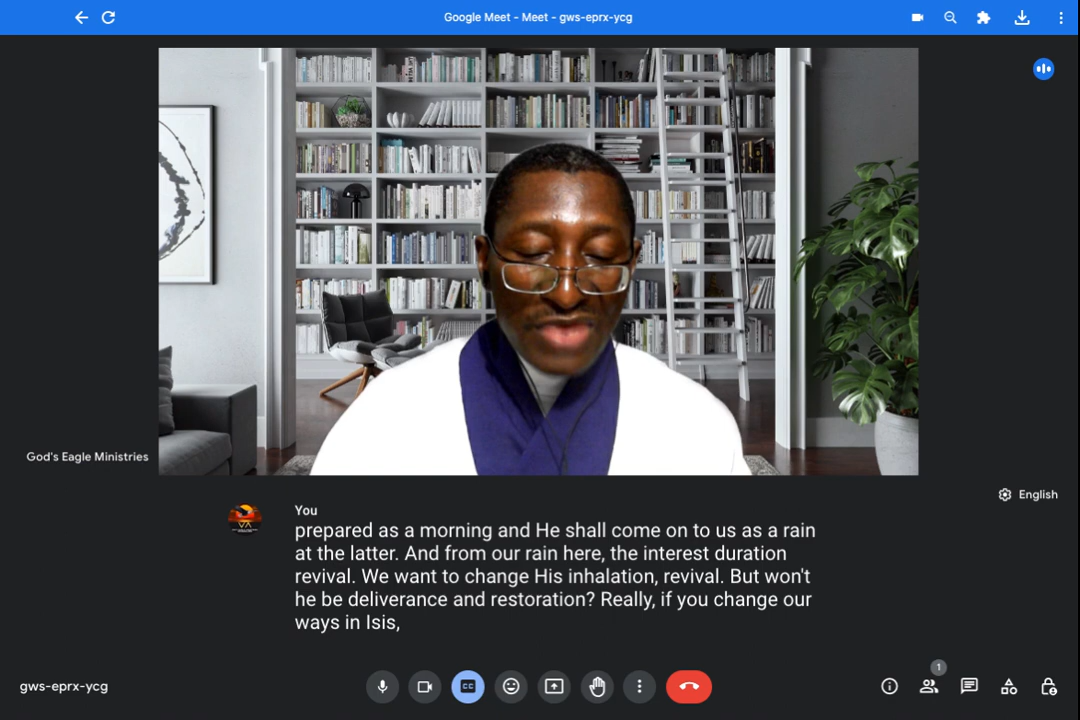 Google Meet - Meet - gws-eprx-ycg
God's Eagle Ministries
English
You
prepared as a morning and He shall come on to us as a rain
at the latter. And from our rain here, the interest duration
revival. We want to change His inhalation, revival. But won't
he be deliverance and restoration? Really, if you change our
ways in Isis,
gws-eprx-ycg
CC
1